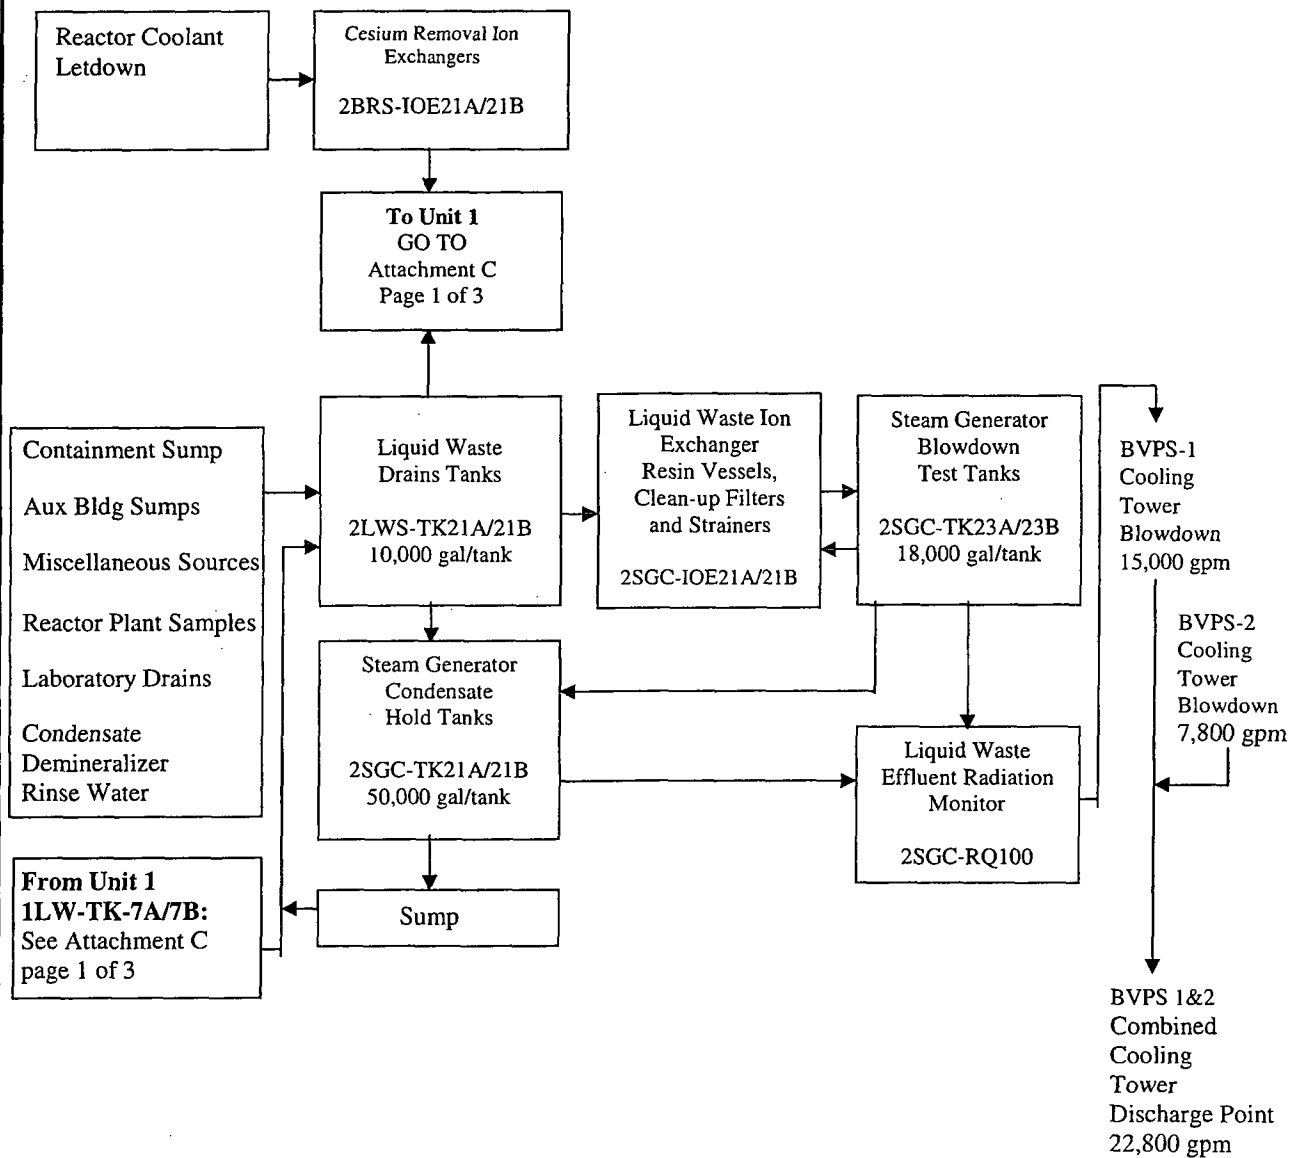 Reactor Coolant
Letdown
Cesium Removal Ion
Exchangers
2BRS-IOE21A/21B
To Unit 1
GO TO
Attachment C
Page 1 of 3
Containment Sump
Aux Bldg Sumps
Miscellaneous Sources
Reactor Plant Samples
Laboratory Drains
Condensate
Demineralizer
Rinse Water
Liquid Waste
Drains Tanks
2LWS-TK21A/21B
10,000 gal/tank
Liquid Waste Ion
Exchanger
Resin Vessels,
Clean-up Filters
and Strainers
2SGC-IOE21A/21B
Steam Generator
Blowdown
Test Tanks
2SGC-TK23A/23B
18,000 gal/tank
BVPS-1
Cooling
Tower
Blowdown
15,000 gpm
BVPS-2
Cooling
Tower
Blowdown
7,800 gpm
Steam Generator
Condensate
Hold Tanks
2SGC-TK21A/21B
50,000 gal/tank
Liquid Waste
Effluent Radiation
Monitor
2SGC-RQ100
From Unit 1
1LW-TK-7A/7B:
See Attachment C
page 1 of 3
Sump
BVPS 1&2
Combined
Cooling
Tower
Discharge Point
22,800 gpm